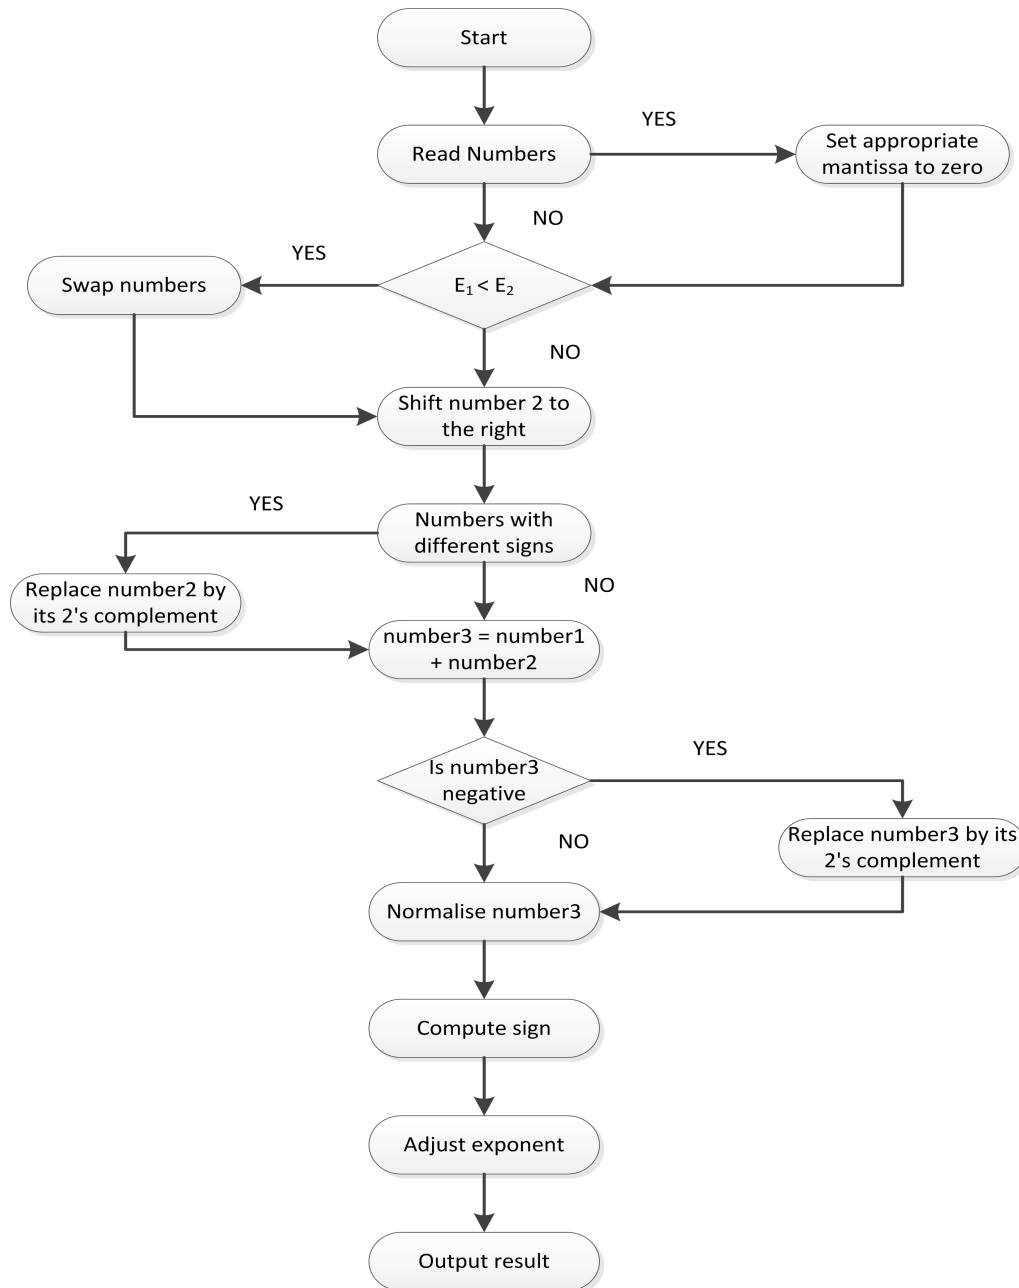 Start
Read Numbers
YES
Set appropriate
mantissa to zero
NO
YES
Swap numbers
E₁ < E₂
NO
Shift number 2 to
the right
YES
Numbers with
different signs
NO
Replace number2 by
its 2's complement
number3 = number1
+ number2
Is number3
negative
YES
NO
Replace number3 by its
2's complement
Normalise number3
Compute sign
Adjust exponent
Output result